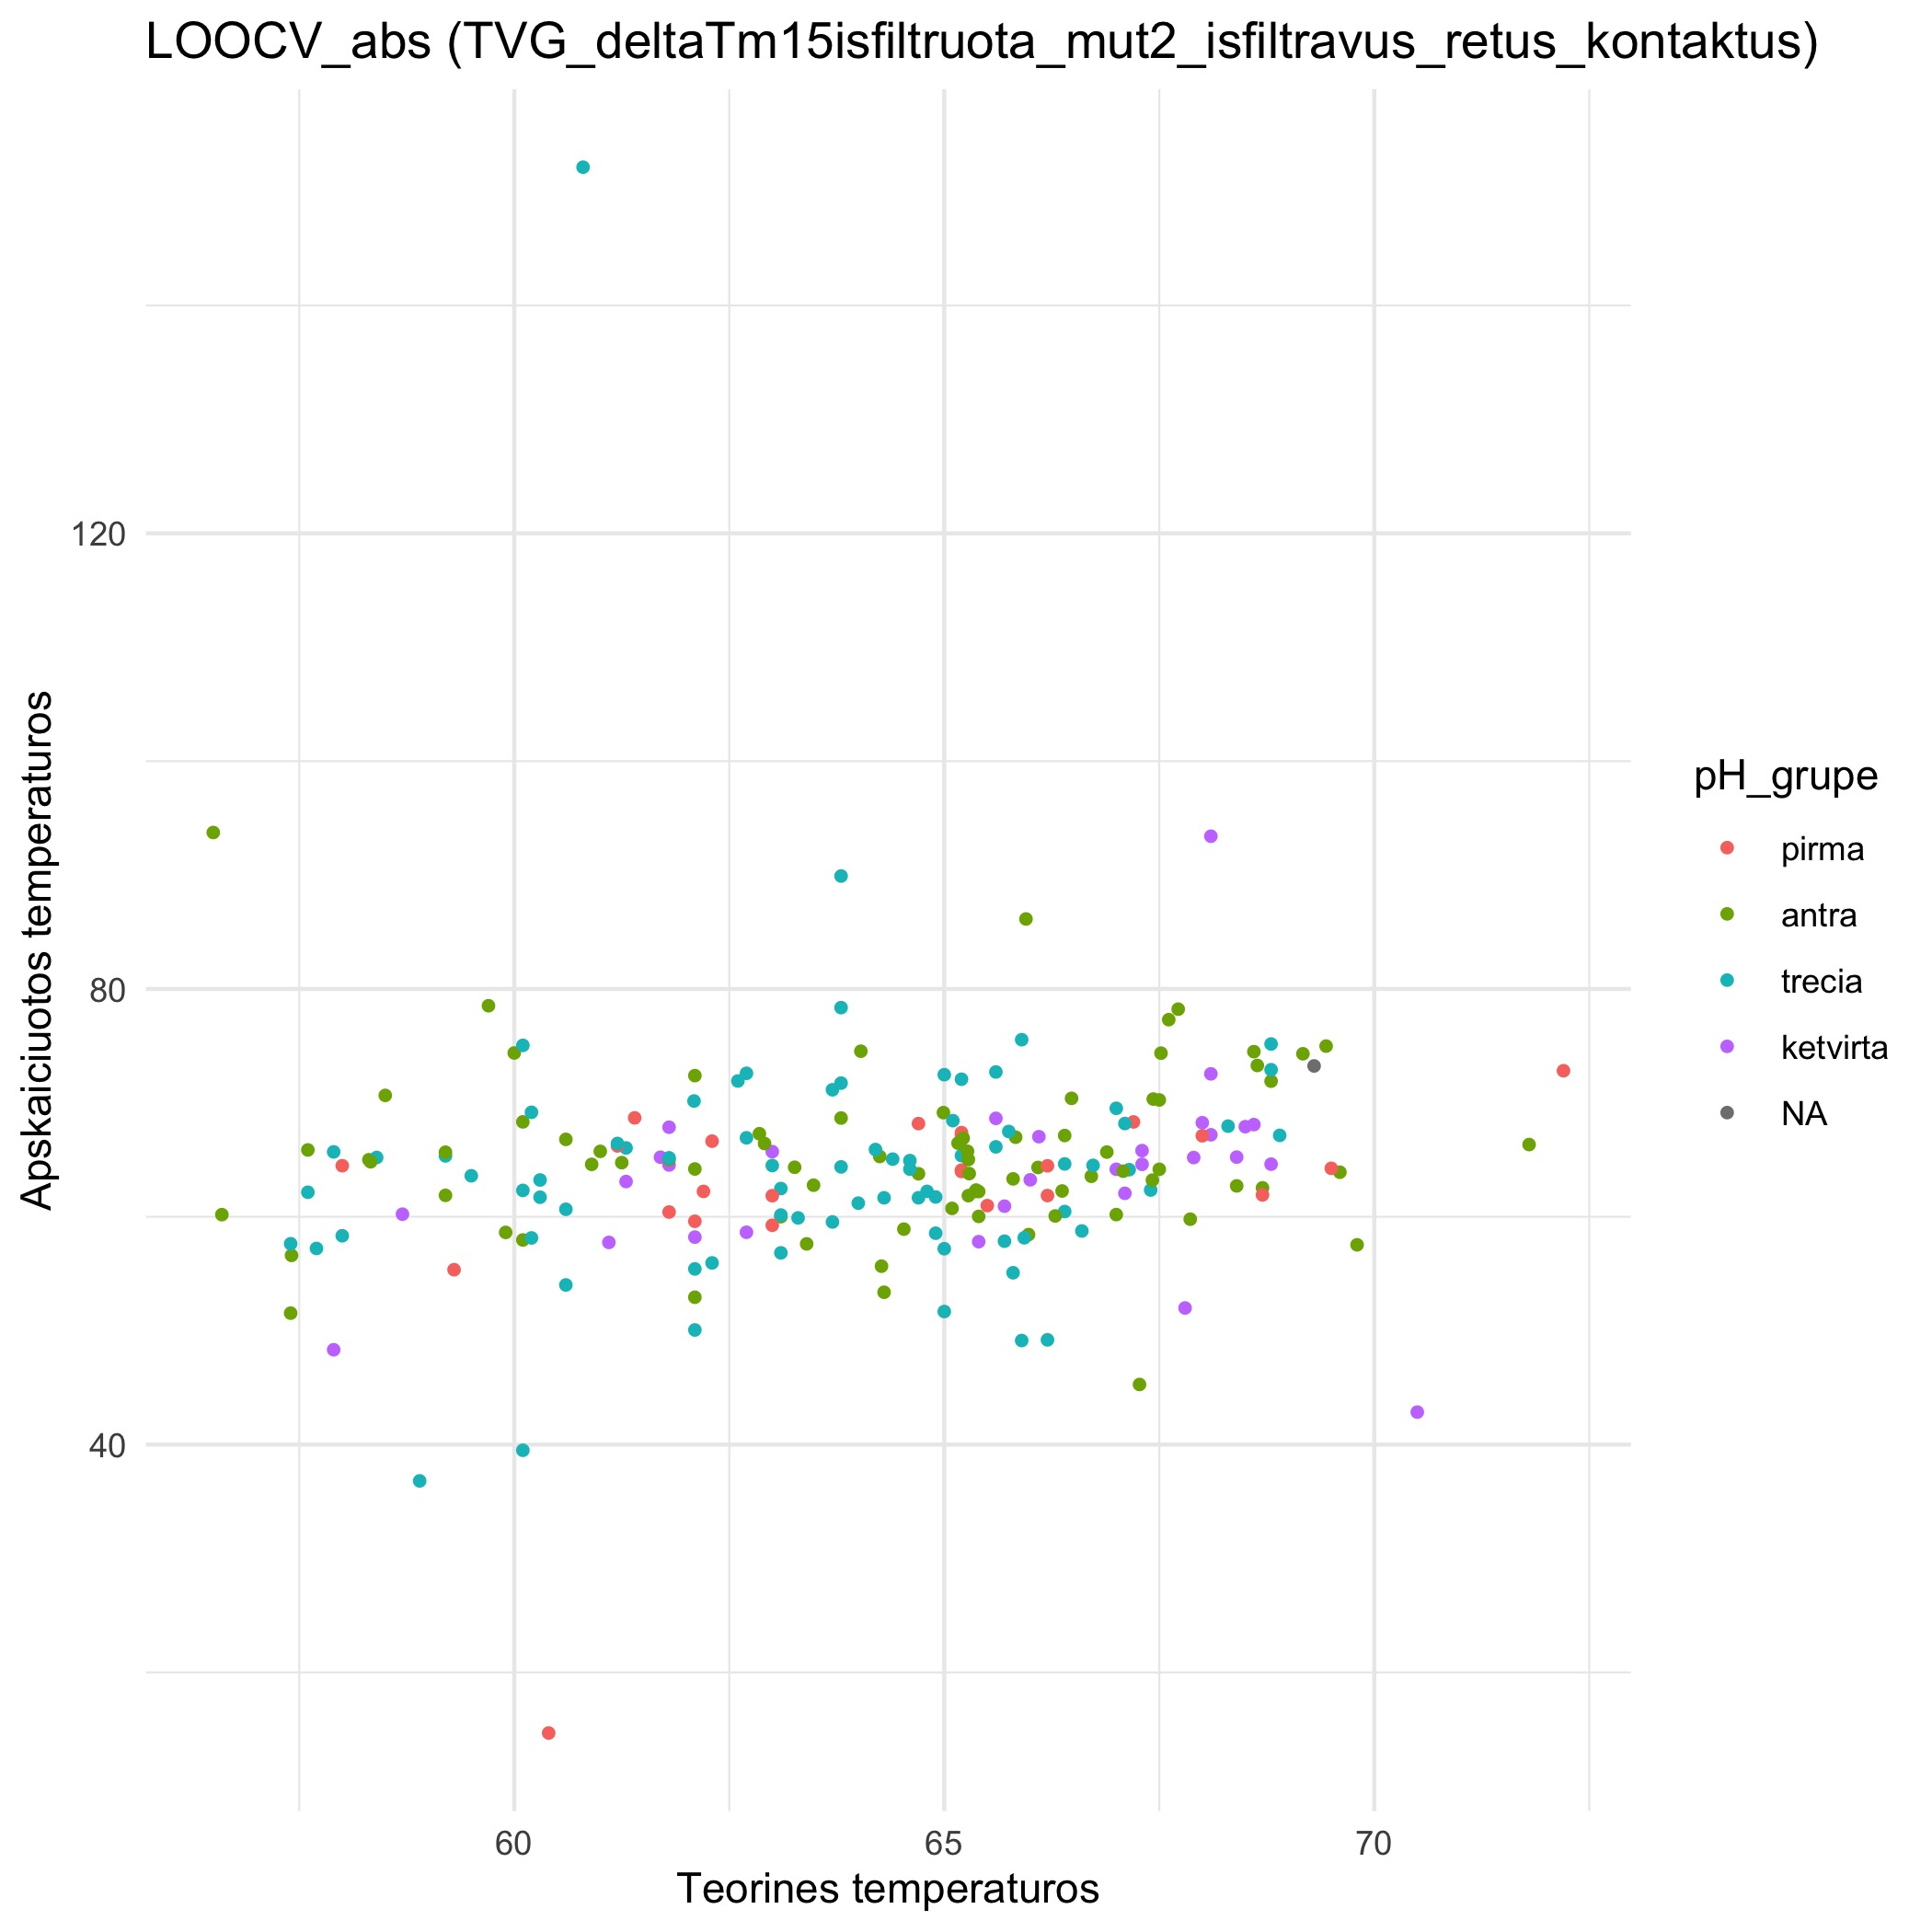 LOOCV_abs (TVG_deltaTm15isfiltruota_mut2_isfiltravus_retus_kontaktus)
Apskaiciuotos temperaturos
120
80
40
60
65
70
Teorines temperaturos
pH_grupe
pirma
antra
trecia
ketvirta
NA